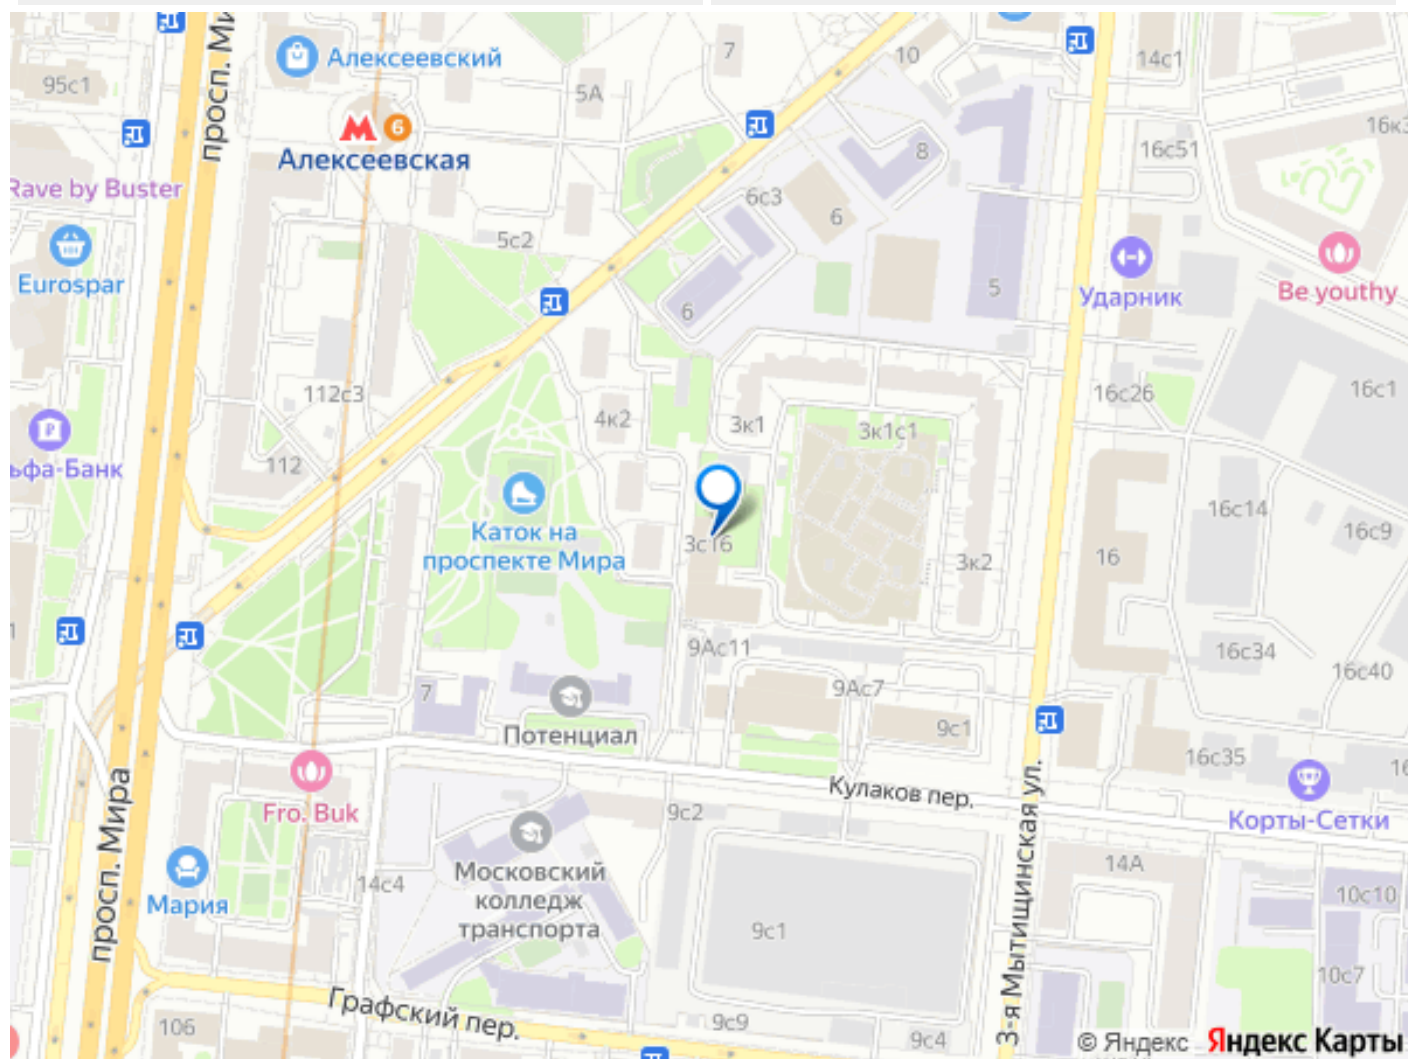 просп. Ми
Алексеевский
7
10
14с1
95с1
5А
6
Алексеевская
16к3
16с51
8
Rave by Buster
6с3
6
5с2
Eurospar
6
5
Ударник
Be youthy
112с3
16с26
16с1
4к2
3к1
3к1с1
ьфа-Банк
112
Каток на
проспекте Мира
16с14
16с9
3с16
3к2
16
1
9Ас11
16с34
16с40
7
9Ас7
Потенциал
9с1
16с35
16
Fro. Buk
Кулаков пер.
9с2
Корты-Сетки
просп. Мира
3-я Мытищинская ул.
14А
Мария
14с4
Московский
колледж
транспорта
10с10
9с1
10с7
Графский пер.
106
9с9
9с4
© Яндекс Яндекс Карты